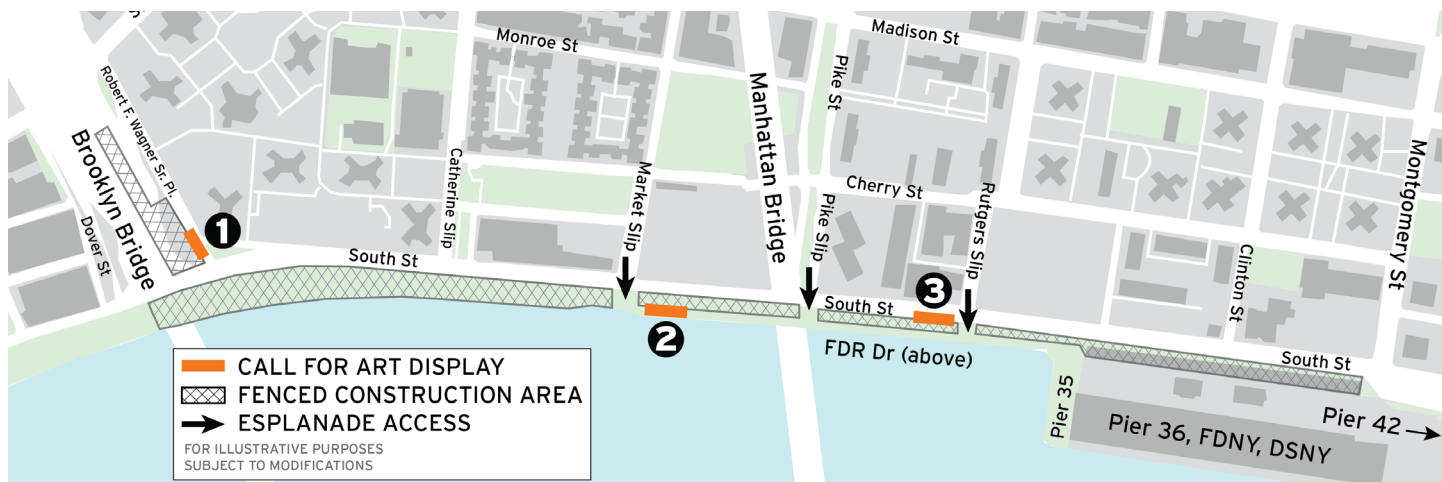 Monroe St
Madison St
Robert F. Wagner Sr. Pl.
Brooklyn Bridge
Dover St
1
Catherine Slip
South St
Market Slip
2
Manhattan Bridge
Pike St
Cherry St
Pike Slip
South St
3
Rutgers Slip
FDR Dr (above)
Clinton St
Montgomery St
South St
Pier 35
Pier 36, FDNY, DSNY
Pier 42
CALL FOR ART DISPLAY
FENCED CONSTRUCTION AREA
ESPLANADE ACCESS
FOR ILLUSTRATIVE PURPOSES
SUBJECT TO MODIFICATIONS